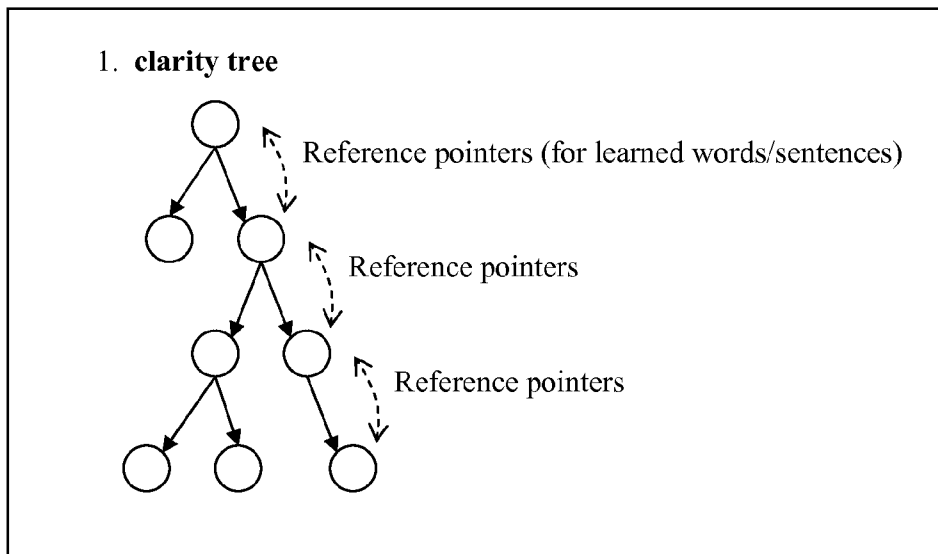 1. clarity tree
Reference pointers (for learned words/sentences)
Reference pointers
Reference pointers